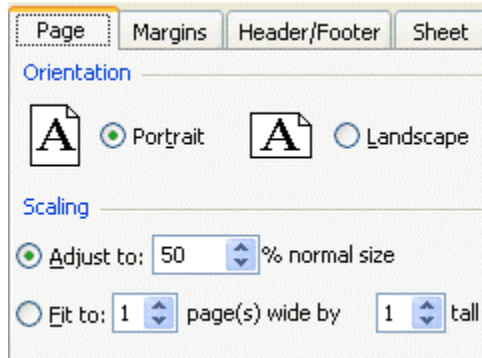 Page Margins Header/Footer Sheet
Orientation
A Portrait A Landscape
Scaling
Adjust to: 50 % normal size
Fit to: 1 page(s) wide by 1 tall